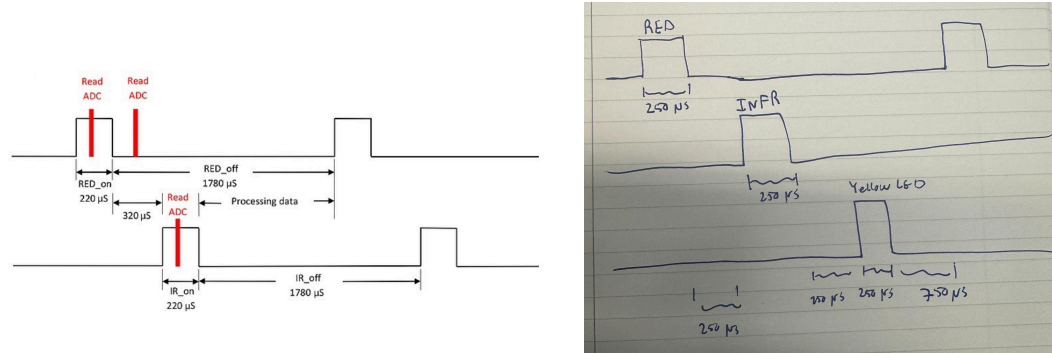 Read
ADC
Read
ADC
RED_on
220 µS
RED_off
1780 µS
320 µS
Read
ADC
Processing data
IR_on
220 µS
IR_off
1780 µS
RED
250 µs
INFR
250 µs
Yellow LED
250 µs
250 µs
750 µs
250 µs